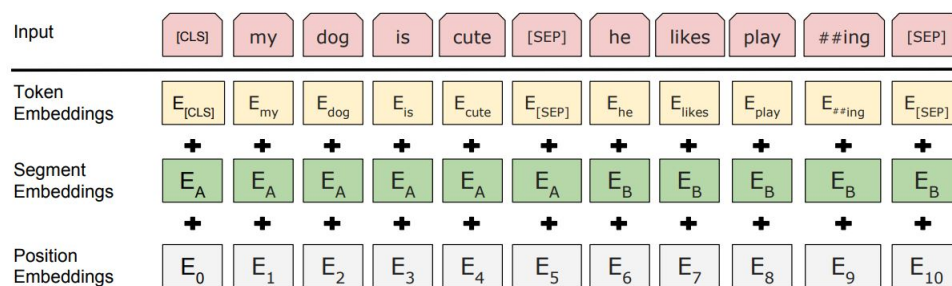 Input [CLS] my dog is cute [SEP] he likes play ##ing [SEP]
Token Embeddings E[CLS] Emy Edog Eis Ecute E[SEP] Ehe Elikes Eplay E##ing E[SEP]
+ + + + + + + + + + +
Segment Embeddings EA EA EA EA EA EA EB EB EB EB EB
+ + + + + + + + + + +
Position Embeddings E0 E1 E2 E3 E4 E5 E6 E7 E8 E9 E10